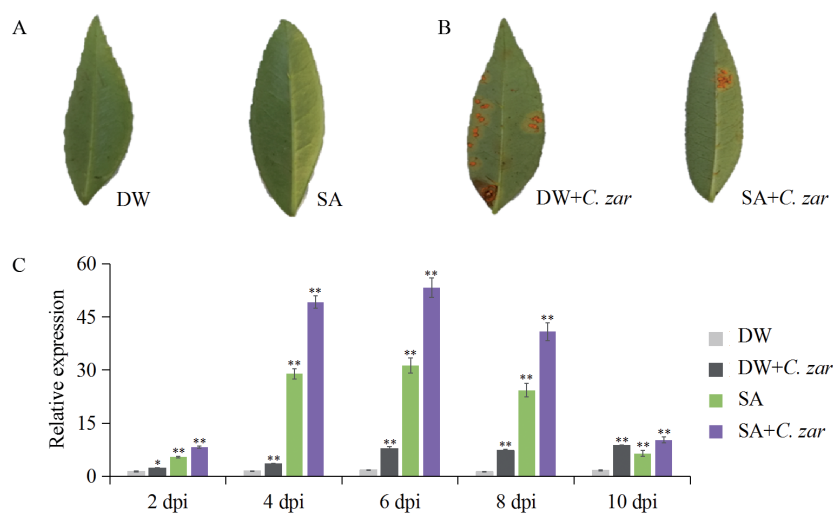 A
B
DW
SA
DW+C. zar
SA+C. zar
C
Relative expression
60
45
30
15
0
* ** **
** ** **
** ** **
** ** **
** ** **
2 dpi
4 dpi
6 dpi
8 dpi
10 dpi
DW
DW+C. zar
SA
SA+C. zar